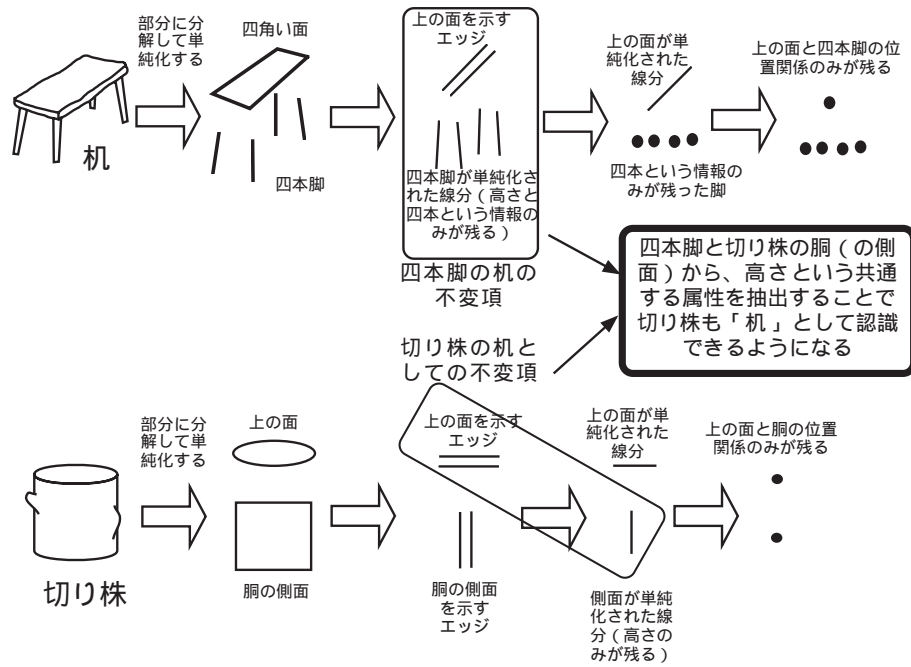 部分に分
解して単
純化する
四角い面
上の面を示す
エッジ
上の面が単
純化された
線分
上の面と四本脚の位
置関係のみが残る
机
四本脚
四本脚が単純化さ
れた線分（高さと
四本という情報の
みが残る）
四本という情報の
みが残った脚
四本脚の机の
不変項
四本脚と切り株の胴（の側
面）から、高さという共通
する属性を抽出することで
切り株も「机」として認識
できるようになる
切り株の机と
しての不変項
部分に分
解して単
純化する
上の面
上の面を示す
エッジ
上の面が単
純化された
線分
上の面と胴の位置
関係のみが残る
切り株
胴の側面
胴の側面
を示す
エッジ
側面が単純
化された線
分（高さの
みが残る）